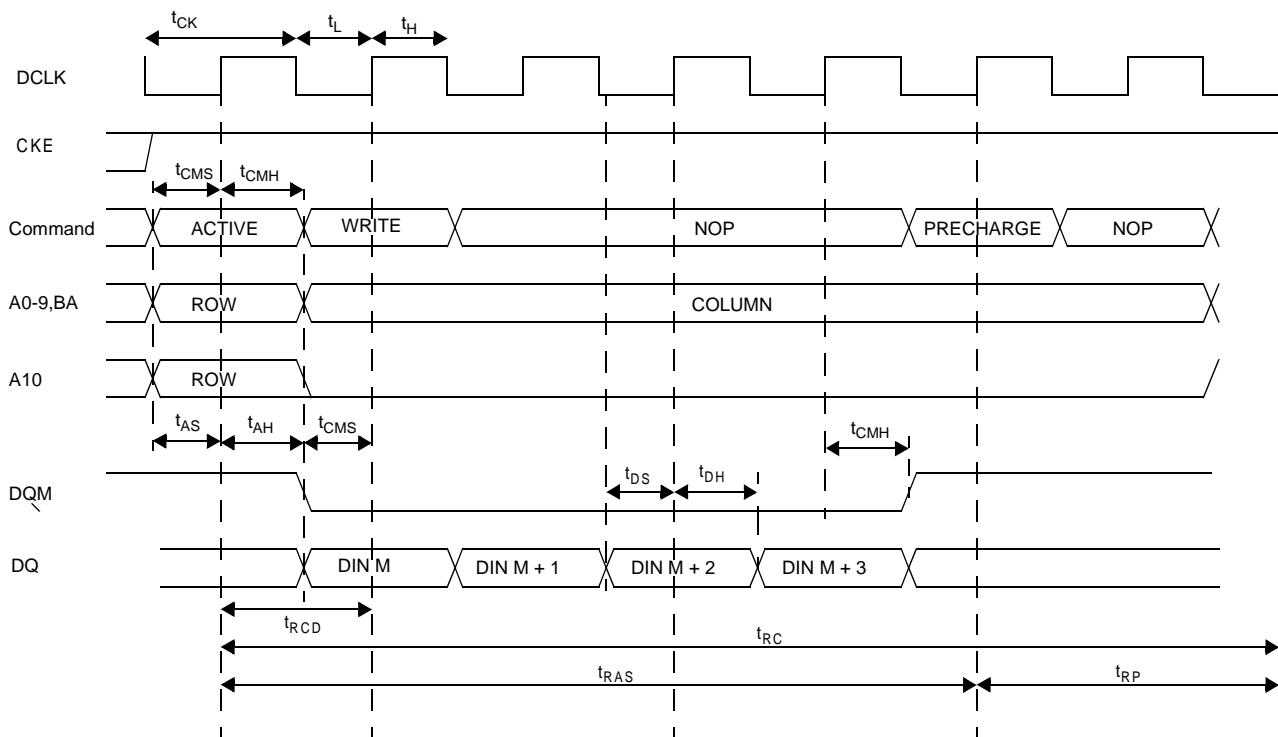 tCK tL tH
DCLK
CKE
tCMS tCMH
Command ACTIVE WRITE NOP PRECHARGE NOP
A0-9,BA ROW COLUMN
A10 ROW
tAS tAH tCMS tCMH
DQM tDS tDH
DQ DIN M DIN M + 1 DIN M + 2 DIN M + 3
tRCD tRC
tRAS tRP